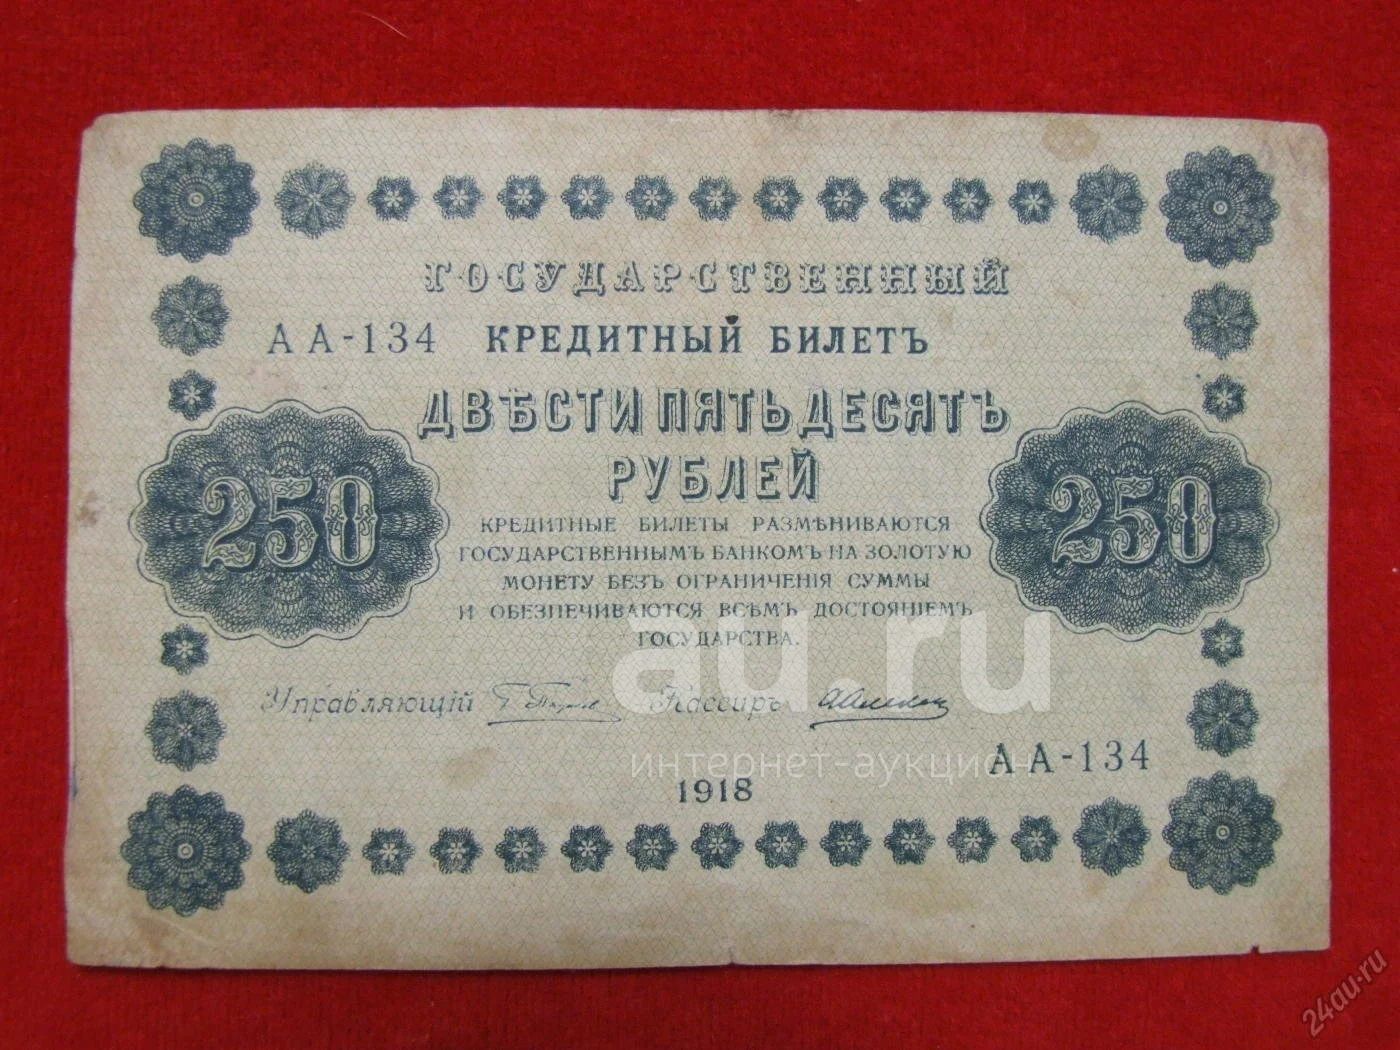 ГОСУДАРСТВЕННЫЙ
АА-134 КРЕДИТНЫЙ БИЛЕТЪ
ДВѢСТИ ПЯТЬДЕСЯТЪ
РУБЛЕЙ
250 250
КРЕДИТНЫЕ БИЛЕТЫ РАЗМѢНИВАЮТСЯ
ГОСУДАРСТВЕННЫМЪ БАНКОМЪ НА ЗОЛОТУЮ
МОНЕТУ БЕЗЪ ОГРАНИЧЕНІЯ СУММЫ
И ОБЕЗПЕЧИВАЮТСЯ ВСѢМЪ ДОСТОЯНІЕМЪ
ГОСУДАРСТВА.
au.ru
Управляющій Кассиръ
интернет-аукцион
АА-134
1918
24au.ru